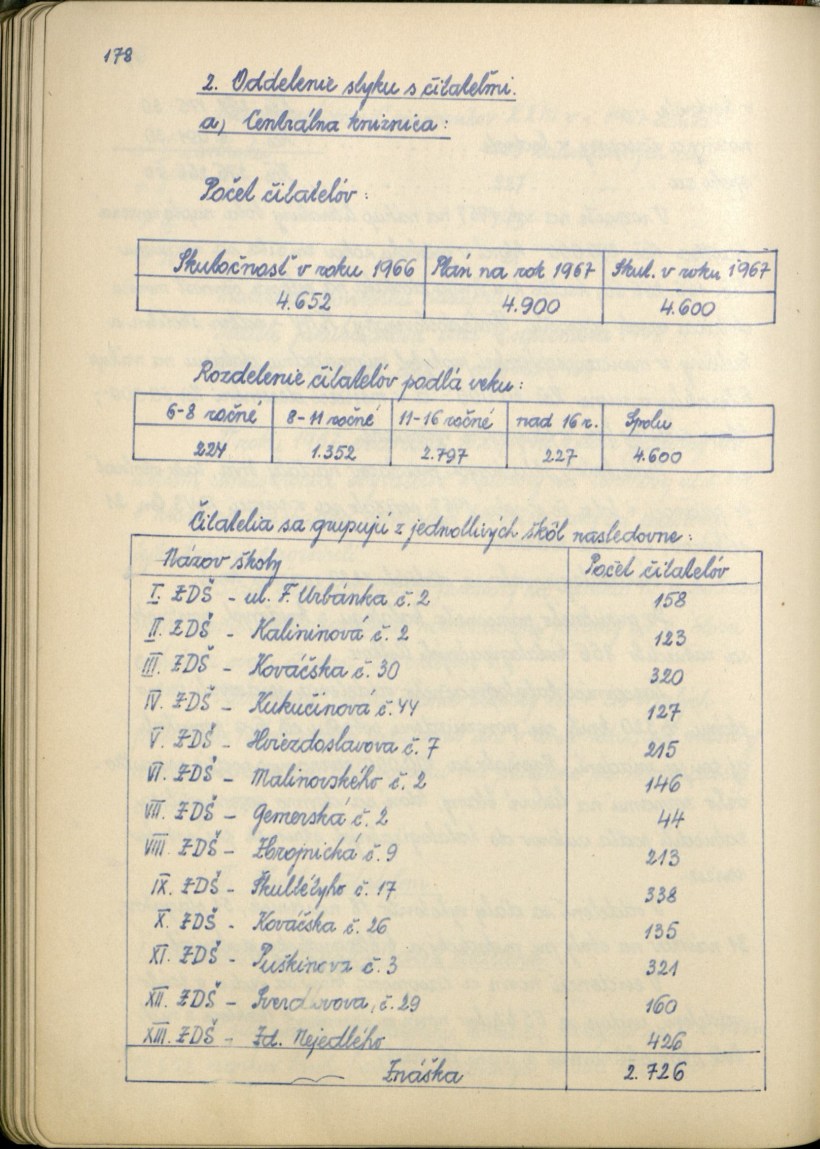 178
2. Oddelenie styku s čitateľmi.
a) Centrálna knižnica:
Počet čitateľov:
Skutočnosť v roku 1966 Plán na rok 1967 Skut. v roku 1967
4.652 4.900 4.600
Rozdelenie čitateľov podľa veku:
6-8 ročné 8-11 ročné 11-16 ročné nad 16 r. Spolu
224 1.352 2.797 227 4.600
Čitatelia sa grupujú z jednotlivých škôl nasledovne:
Názov školy Počet čitateľov
I. ZDŠ - ul. F. Urbánka č. 2 158
II. ZDŠ - Kalininová č. 2 123
III. ZDŠ - Kováčska č. 30 320
IV. ZDŠ - Kukučínova č. 44 127
V. ZDŠ - Hviezdoslavova č. 7 215
VI. ZDŠ - Malinovského č. 2 146
VII. ZDŠ - Gemerská č. 2 44
VIII. ZDŠ - Zbrojničná č. 9 213
IX. ZDŠ - Škultétyho č. 17 338
X. ZDŠ - Kováčska č. 26 135
XI. ZDŠ - Puškinova č. 3 321
XII. ZDŠ - Sverdlovova, č. 29 160
XIII. ZDŠ - Zd. Nejedlého 426
Znáška 2.726